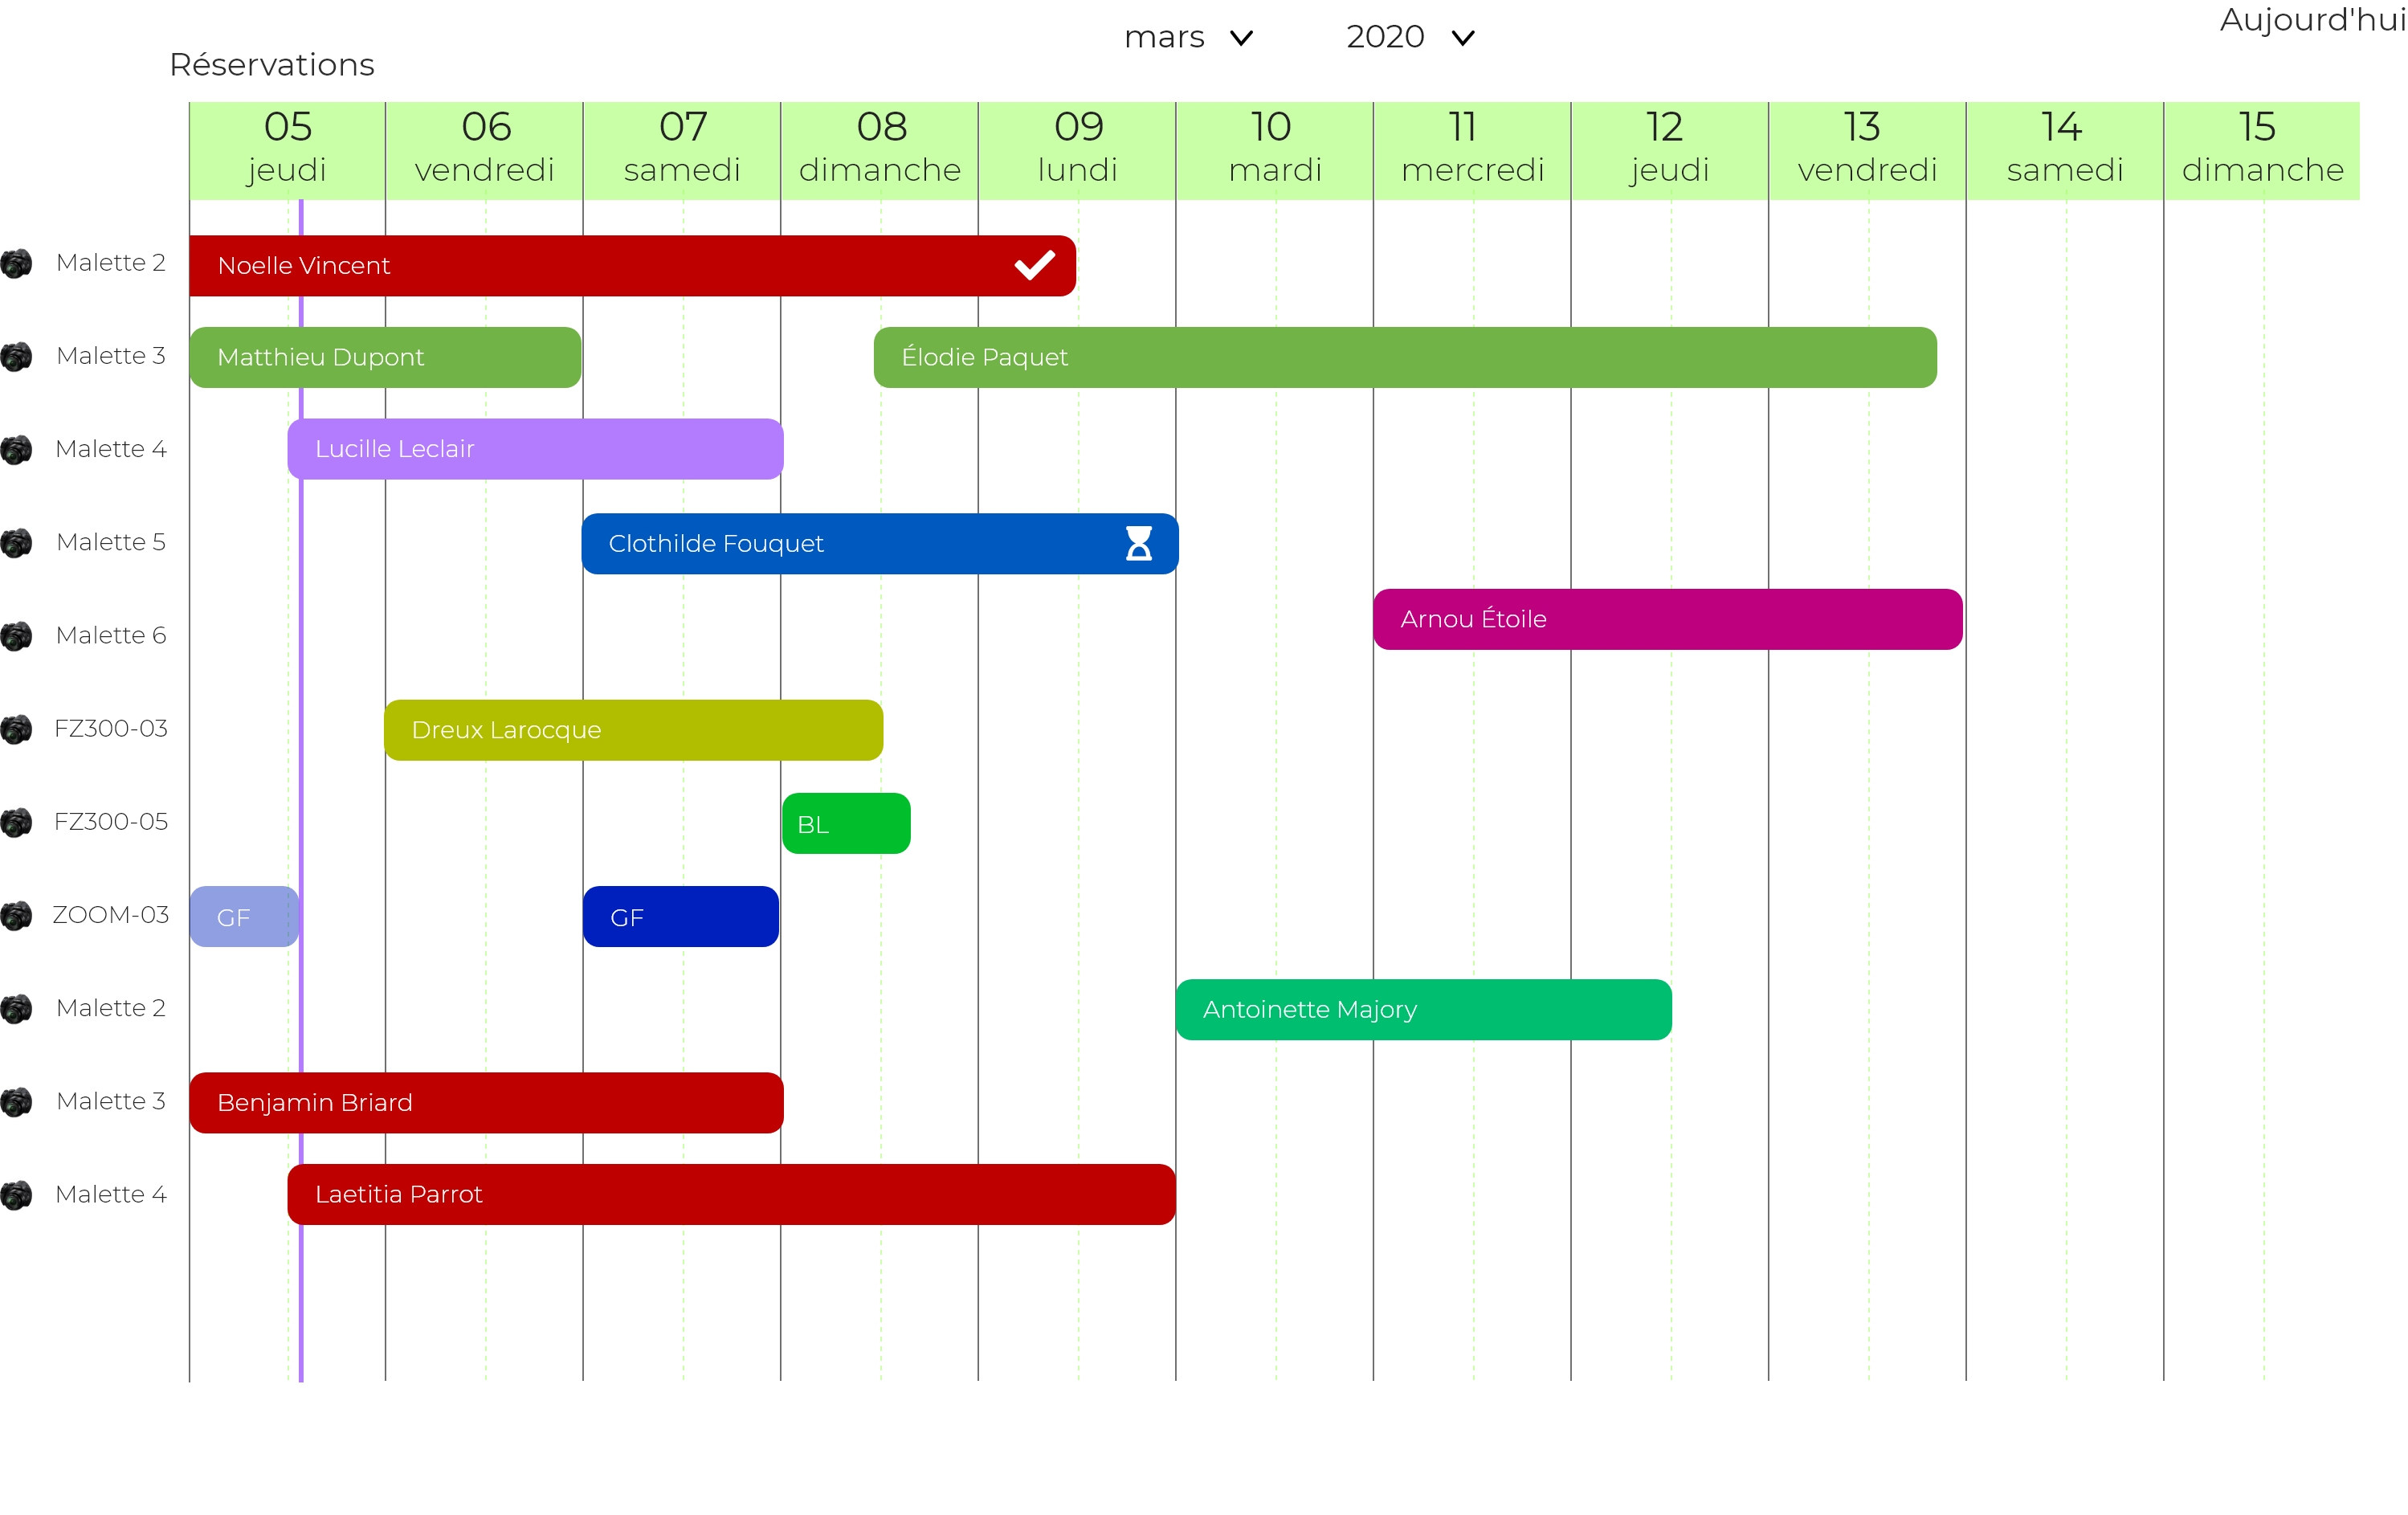 mars
2020
Aujourd'hui
Réservations
05 06 07 08 09 10 11 12 13 14 15
jeudi vendredi samedi dimanche lundi mardi mercredi jeudi vendredi samedi dimanche
Malette 2 Noelle Vincent
Malette 3 Matthieu Dupont Élodie Paquet
Malette 4 Lucille Leclair
Malette 5 Clothilde Fouquet
Malette 6 Arnou Étoile
FZ300-03 Dreux Larocque
FZ300-05 BL
ZOOM-03 GF GF
Malette 2 Antoinette Majory
Malette 3 Benjamin Briard
Malette 4 Laetitia Parrot